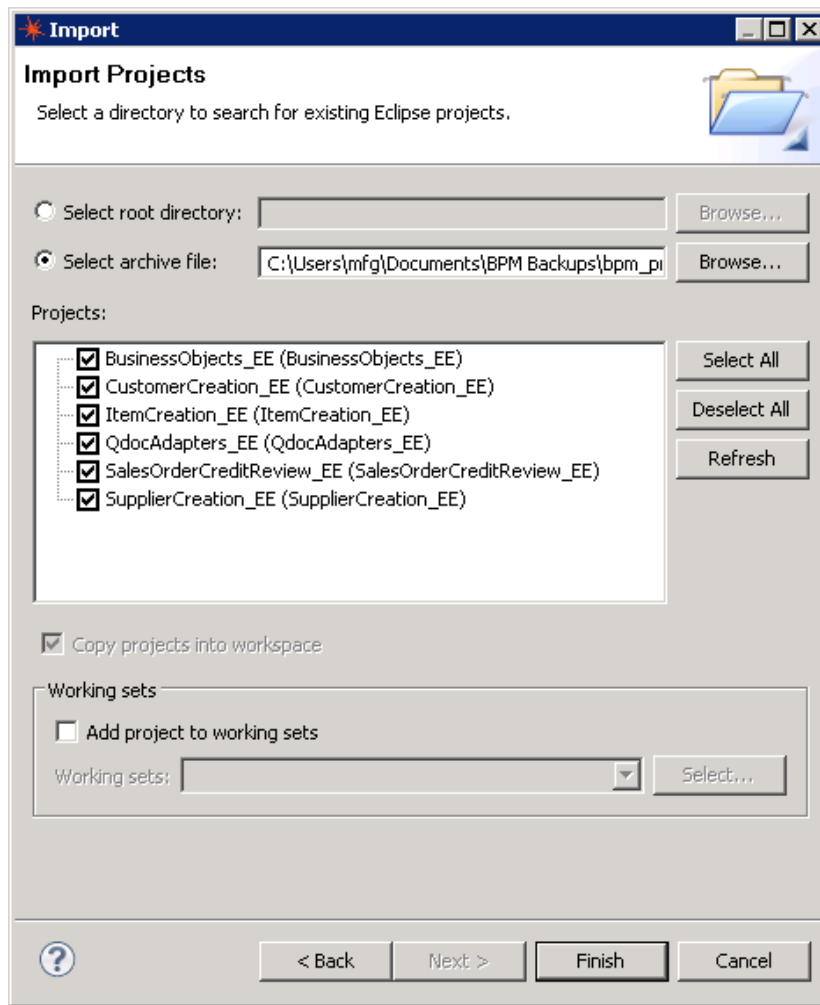 Import
Import Projects
Select a directory to search for existing Eclipse projects.
Select root directory: Browse...
Select archive file: C:\Users\mfg\Documents\BPM Backups\bpm_pr Browse...
Projects:
BusinessObjects_EE (BusinessObjects_EE) Select All
CustomerCreation_EE (CustomerCreation_EE)
ItemCreation_EE (ItemCreation_EE) Deselect All
QdocAdapters_EE (QdocAdapters_EE)
SalesOrderCreditReview_EE (SalesOrderCreditReview_EE) Refresh
SupplierCreation_EE (SupplierCreation_EE)
Copy projects into workspace
Working sets
Add project to working sets
Working sets: Select...
? < Back Next > Finish Cancel